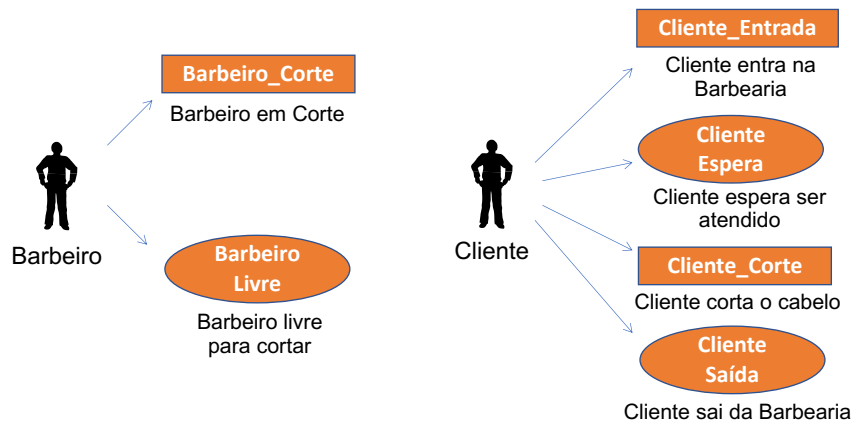 Barbeiro_Corte
Barbeiro em Corte
Barbeiro
Barbeiro
Livre
Barbeiro livre
para cortar
Cliente_Entrada
Cliente entra na
Barbearia
Cliente
Espera
Cliente espera ser
atendido
Cliente
Cliente_Corte
Cliente corta o cabelo
Cliente
Saída
Cliente sai da Barbearia